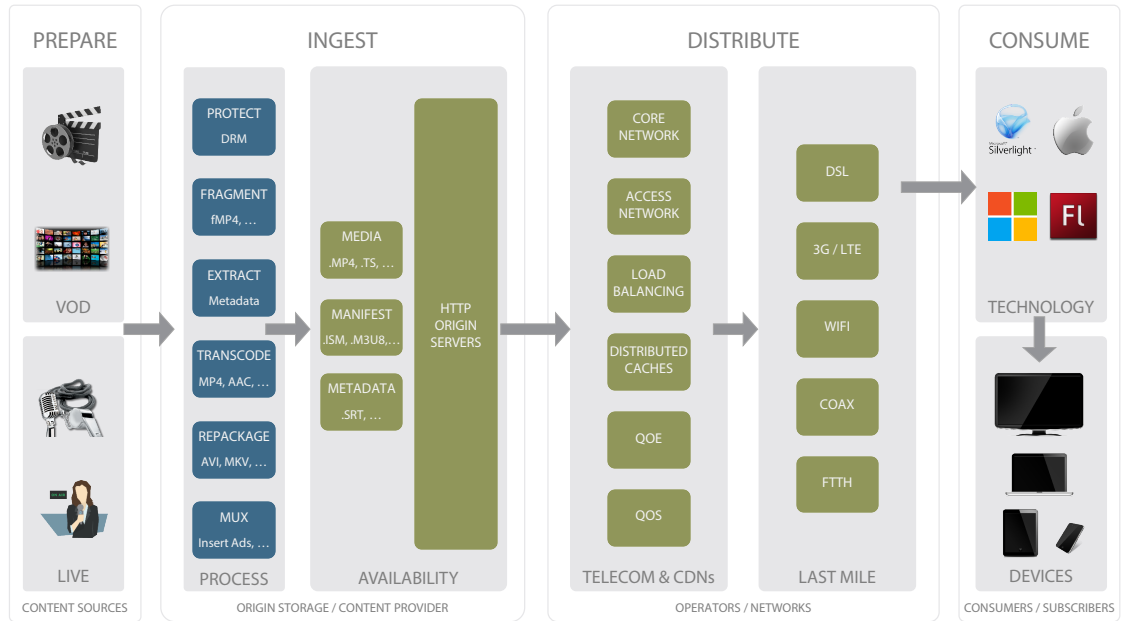 PREPARE
VOD
LIVE
CONTENT SOURCES
INGEST
PROTECT
DRM
FRAGMENT
fMP4, ...
EXTRACT
Metadata
TRANSCODE
MP4, AAC, ...
REPACKAGE
AVI, MKV, ...
MUX
Insert Ads, ...
PROCESS
MEDIA
.MP4, .TS, ...
MANIFEST
.ISM, .M3U8,...
METADATA
.SRT, ...
HTTP
ORIGIN
SERVERS
AVAILABILITY
ORIGIN STORAGE / CONTENT PROVIDER
DISTRIBUTE
CORE
NETWORK
ACCESS
NETWORK
LOAD
BALANCING
DISTRIBUTED
CACHES
QOE
QOS
TELECOM & CDNs
DSL
3G / LTE
WIFI
COAX
FTTH
LAST MILE
OPERATORS / NETWORKS
CONSUME
Silverlight
FL
TECHNOLOGY
DEVICES
CONSUMERS / SUBSCRIBERS